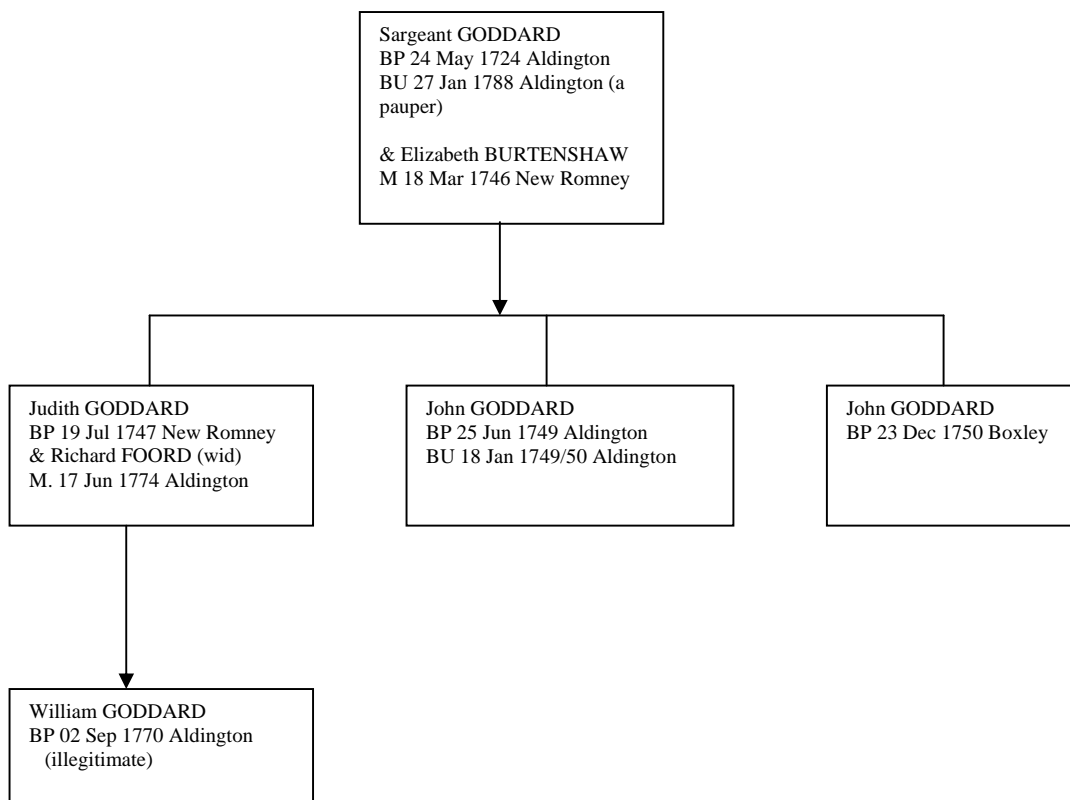 Sargeant GODDARD
BP 24 May 1724 Aldington
BU 27 Jan 1788 Aldington (a
pauper)
& Elizabeth BURTENSHAW
M 18 Mar 1746 New Romney
Judith GODDARD
BP 19 Jul 1747 New Romney
& Richard FOORD (wid)
M. 17 Jun 1774 Aldington
John GODDARD
BP 25 Jun 1749 Aldington
BU 18 Jan 1749/50 Aldington
John GODDARD
BP 23 Dec 1750 Boxley
William GODDARD
BP 02 Sep 1770 Aldington
(illegitimate)